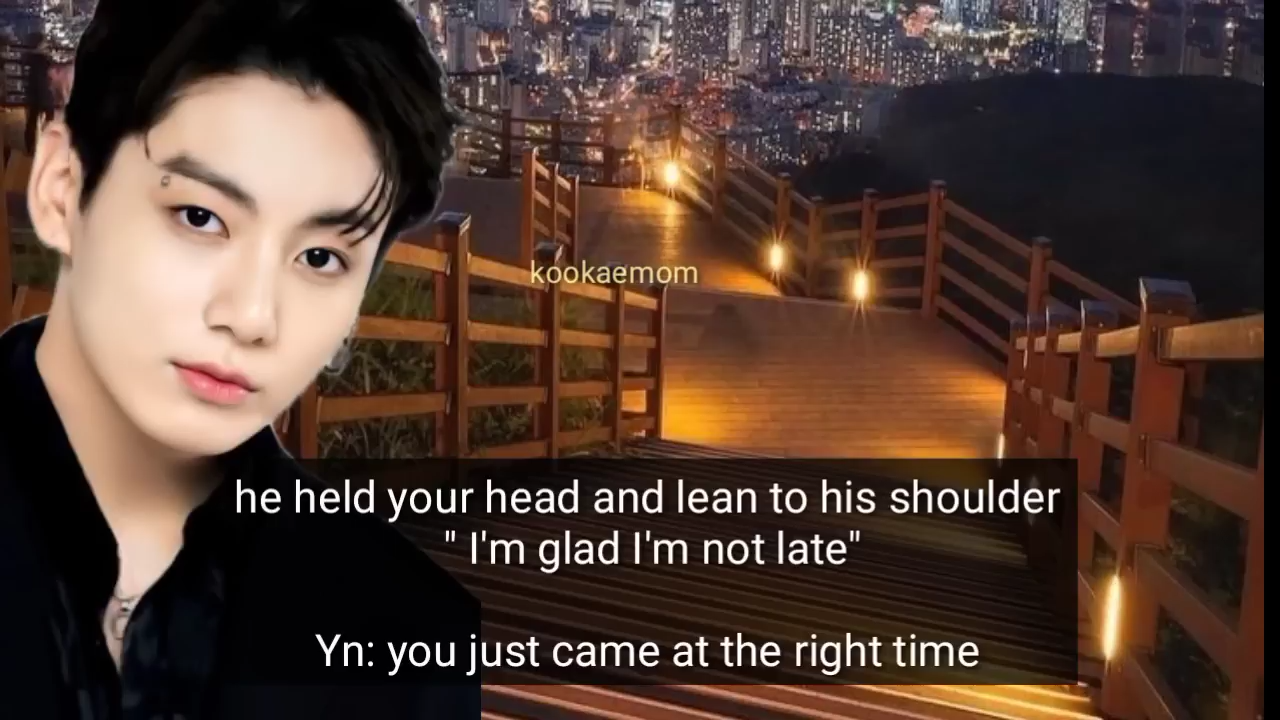 kookaemom
he held your head and lean to his shoulder
" I'm glad I'm not late"
Yn: you just came at the right time